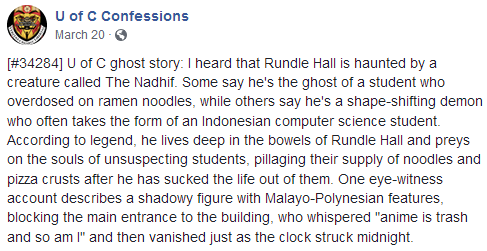 U of C Confessions
March 20 ·
[#34284] U of C ghost story: I heard that Rundle Hall is haunted by a
creature called The Nadhif. Some say he's the ghost of a student who
overdosed on ramen noodles, while others say he's a shape-shifting demon
who often takes the form of an Indonesian computer science student.
According to legend, he lives deep in the bowels of Rundle Hall and preys
on the souls of unsuspecting students, pillaging their supply of noodles and
pizza crusts after he has sucked the life out of them. One eye-witness
account describes a shadowy figure with Malayo-Polynesian features,
blocking the main entrance to the building, who whispered "anime is trash
and so am I" and then vanished just as the clock struck midnight.